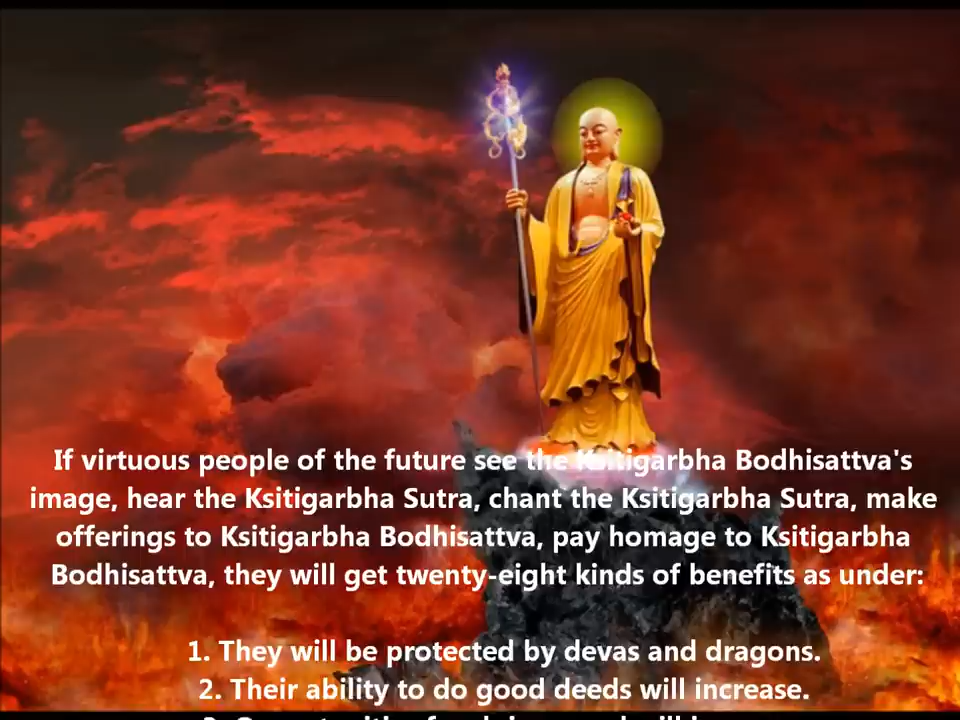 If virtuous people of the future see the Ksitigarbha Bodhisattva's
image, hear the Ksitigarbha Sutra, chant the Ksitigarbha Sutra, make
offerings to Ksitigarbha Bodhisattva, pay homage to Ksitigarbha
Bodhisattva, they will get twenty-eight kinds of benefits as under:
1. They will be protected by devas and dragons.
2. Their ability to do good deeds will increase.